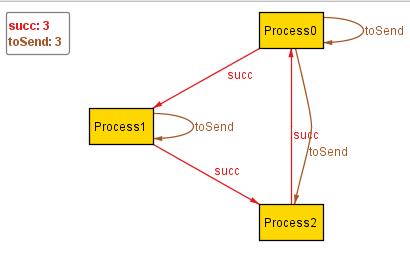 succ: 3
toSend: 3
Process0
toSend
succ
Process1
toSend
succ
toSend
succ
Process2